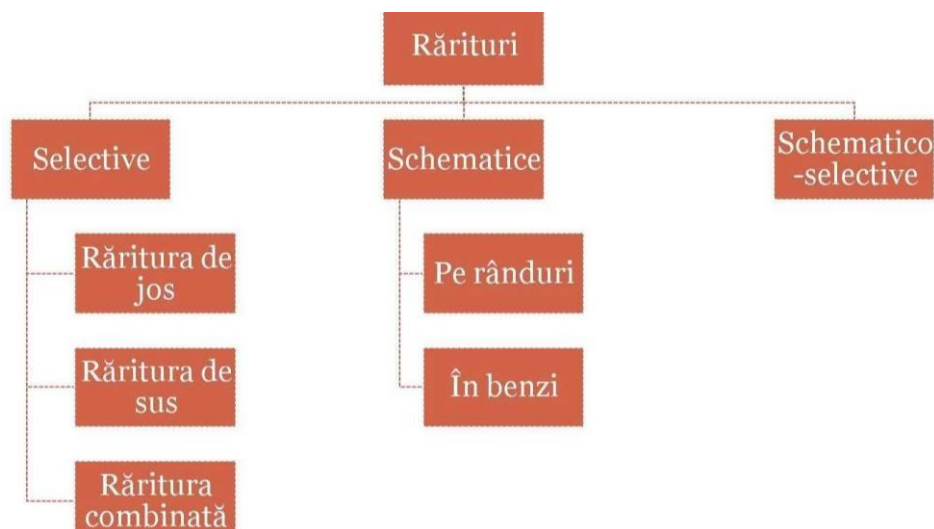 Rărituri
Selective
Schematice
Schematico
-selective
Răritura de
jos
Pe rânduri
Răritura de
sus
În benzi
Răritura
combinată